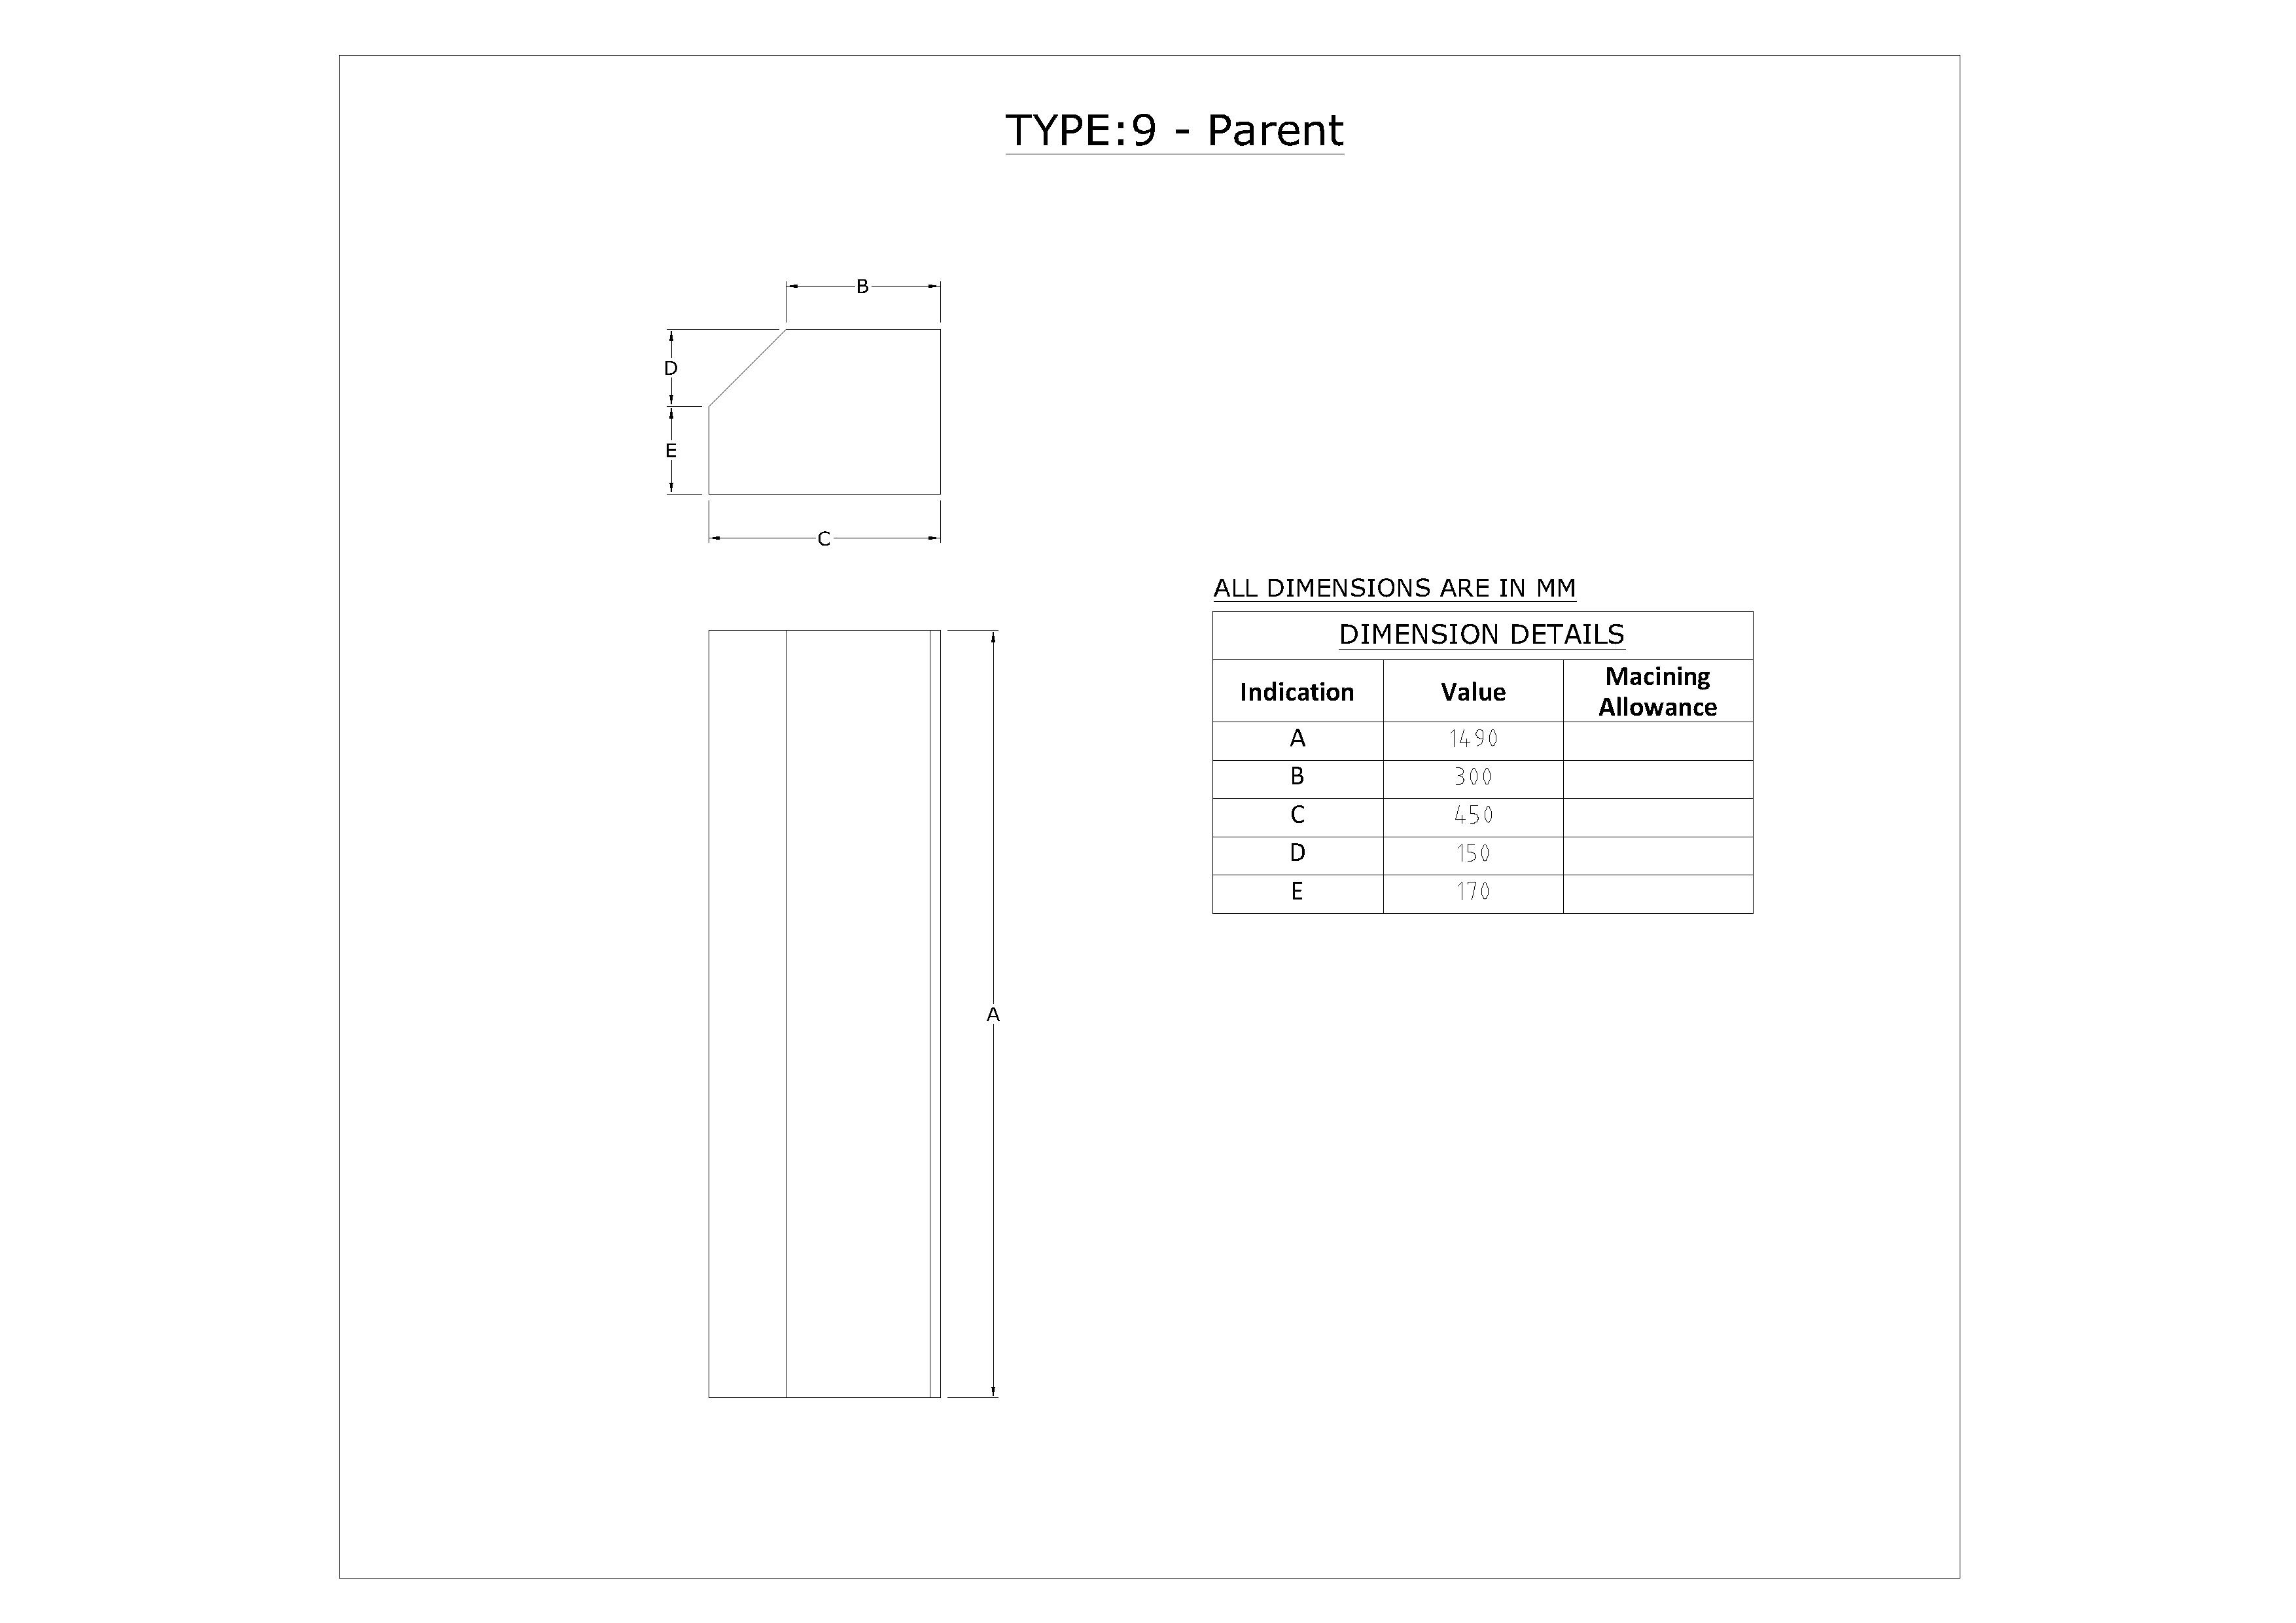 TYPE:9 - Parent
B
D
E
C
ALL DIMENSIONS ARE IN MM
DIMENSION DETAILS
Indication Value Macining Allowance
A 1490
B 300
C 450
D 150
E 170
A